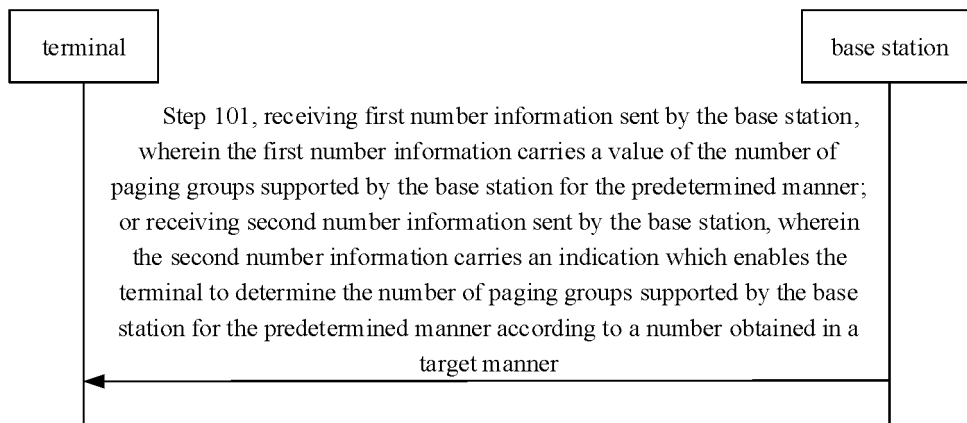 terminal
base station
Step 101, receiving first number information sent by the base station,
wherein the first number information carries a value of the number of
paging groups supported by the base station for the predetermined manner;
or receiving second number information sent by the base station, wherein
the second number information carries an indication which enables the
terminal to determine the number of paging groups supported by the base
station for the predetermined manner according to a number obtained in a
target manner